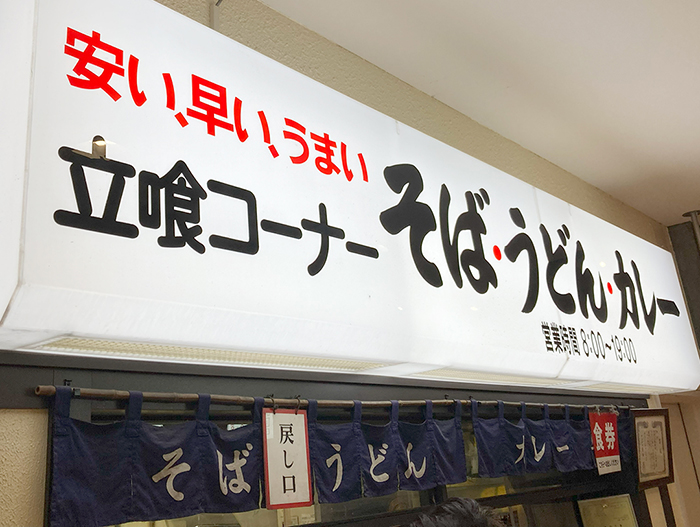 安い、早い、うまい
立喰コーナー そば・うどん・カレー
営業時間 8:00〜19:00
そば うどん カレー
戻し口
食券